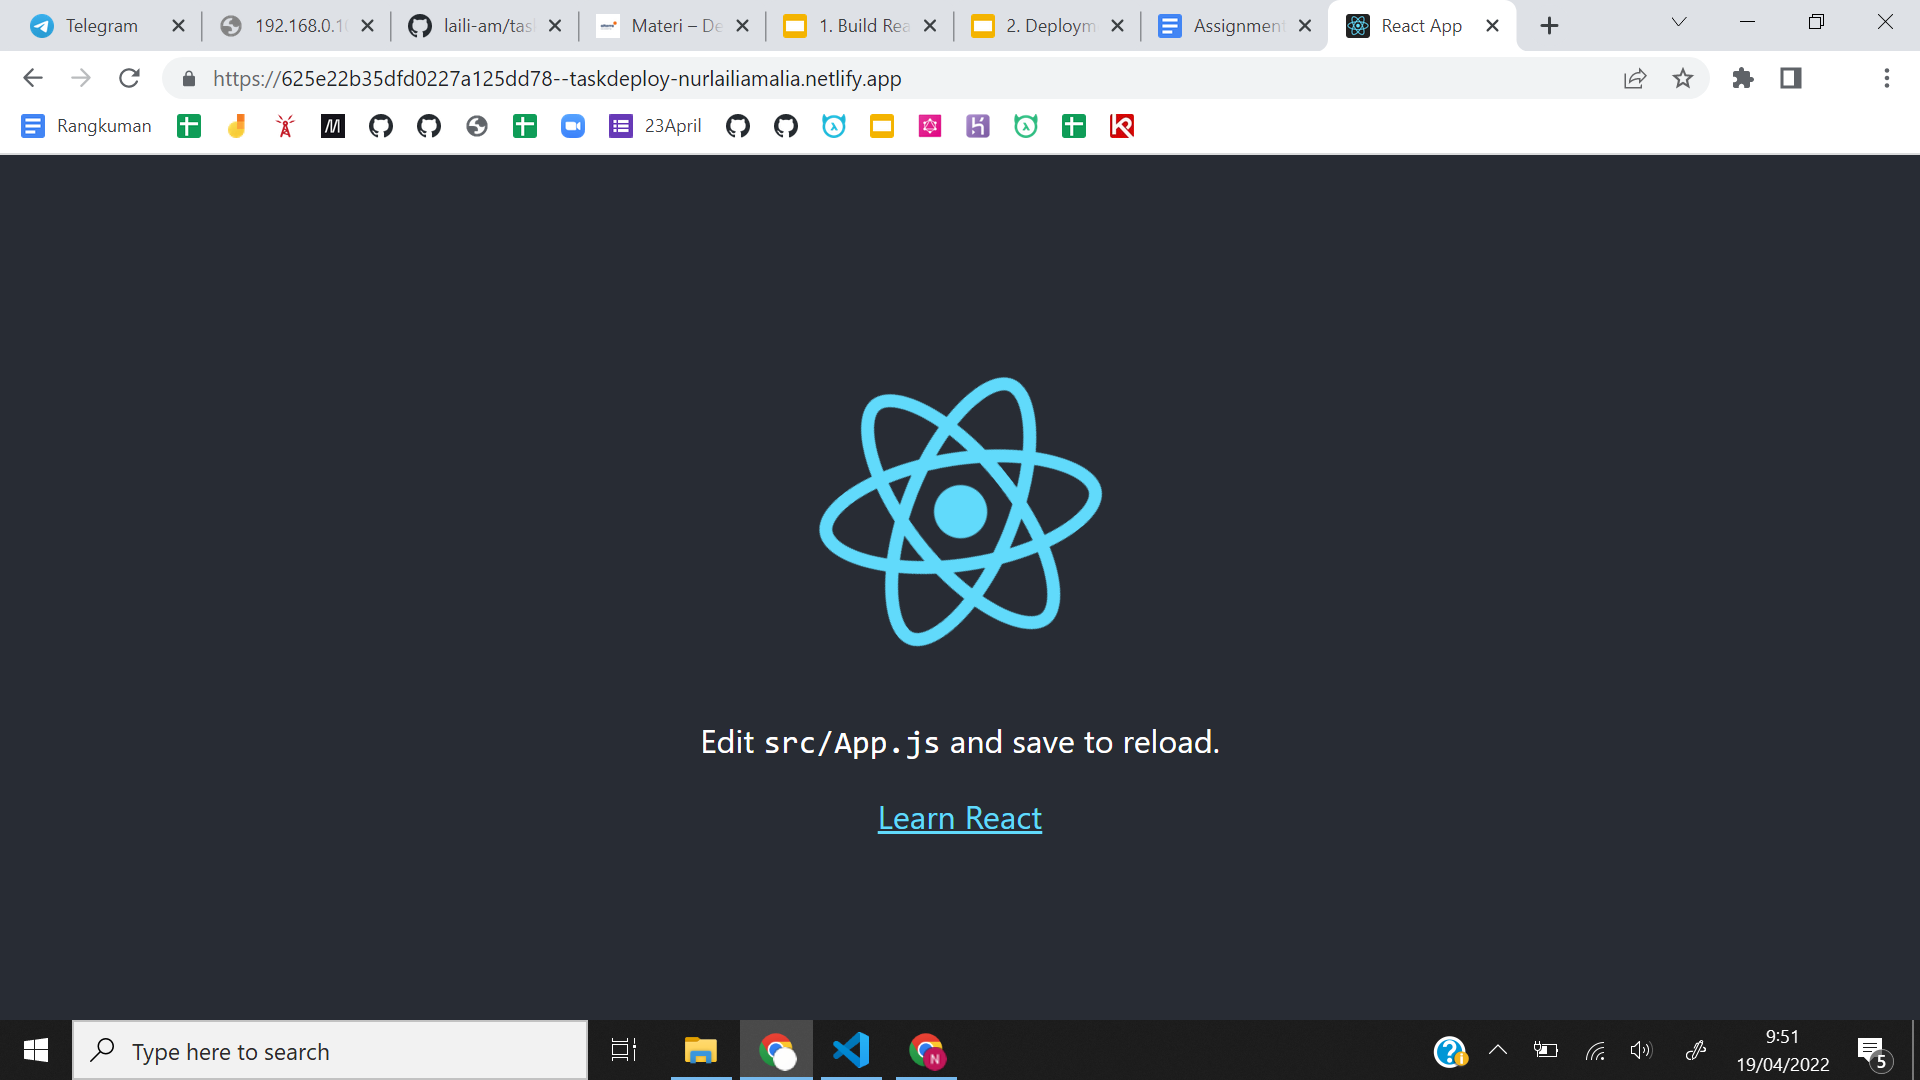 Telegram
192.168.0.1
laili-am/tas
Materi – De
1. Build Rea
2. Deploym
Assignment
React App
https://625e22b35dfd0227a125dd78--taskdeploy-nurlailiamalia.netlify.app
Rangkuman
23April
Edit src/App.js and save to reload.
Learn React
Type here to search
N
9:51
19/04/2022
5